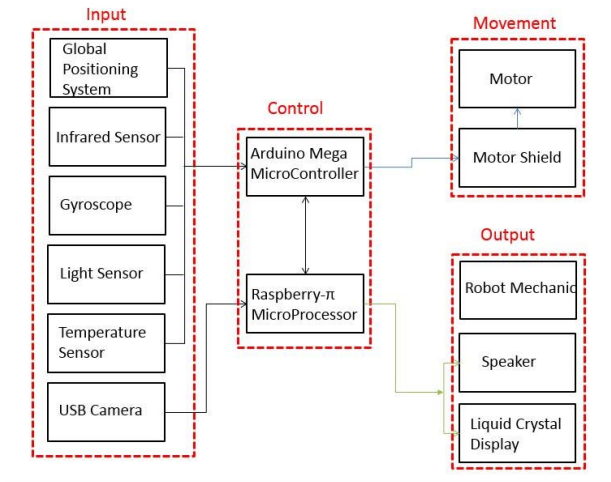 Input
Global
Positioning
System
Infrared Sensor
Gyroscope
Light Sensor
Temperature
Sensor
USB Camera
Control
Arduino Mega
MicroController
Raspberry-π
MicroProcessor
Movement
Motor
Motor Shield
Output
Robot Mechanic
Speaker
Liquid Crystal
Display